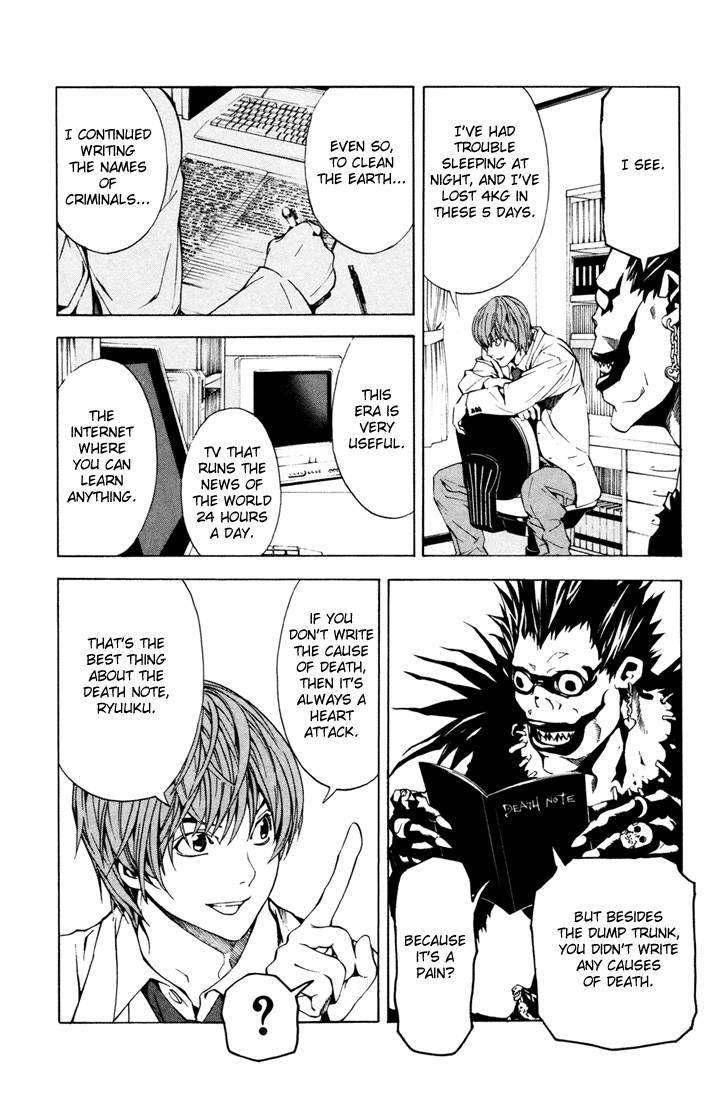 I SEE.
I'VE HAD
TROUBLE
SLEEPING AT
NIGHT, AND I'VE
LOST 4KG IN
THESE 5 DAYS.
EVEN SO,
TO CLEAN
THE EARTH...
I CONTINUED
WRITING
THE NAMES
OF
CRIMINALS...
THIS
ERA IS
VERY
USEFUL.
TV THAT
RUNS THE
NEWS OF
THE WORLD
24 HOURS
A DAY.
THE
INTERNET
WHERE
YOU CAN
LEARN
ANYTHING.
DEATH NOTE
BUT BESIDES
THE DUMP TRUNK,
YOU DIDN'T WRITE
ANY CAUSES
OF DEATH.
BECAUSE
IT'S A
PAIN?
IF YOU
DON'T WRITE
THE CAUSE
OF DEATH,
THEN IT'S
ALWAYS A
HEART
ATTACK.
THAT'S THE
BEST THING
ABOUT THE
DEATH NOTE,
RYUUKU.
?